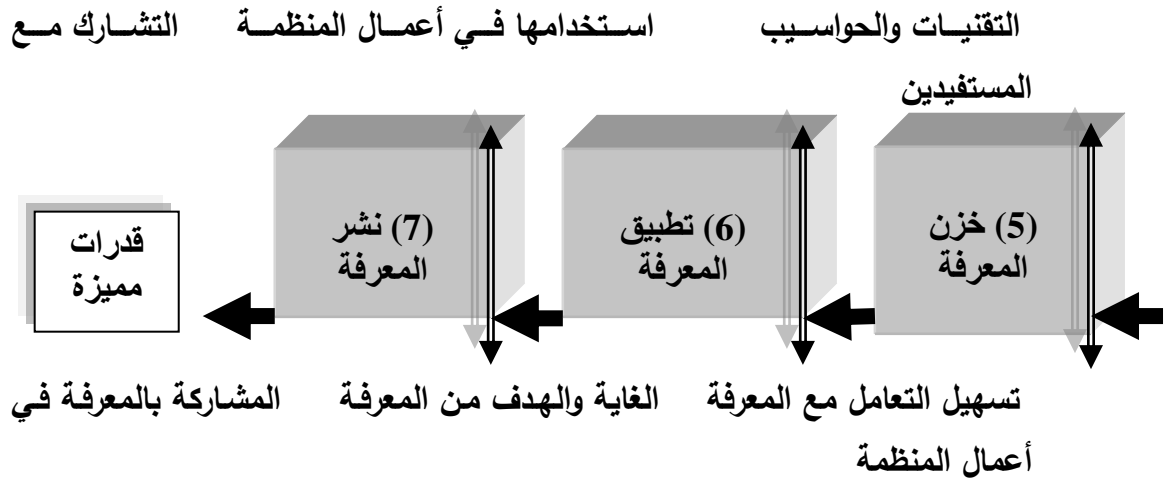 التقنيات والحواسيب استخدامها في أعمال المنظمة التشارك مع
المستفيدين
(5) خزن
المعرفة
(6) تطبيق
المعرفة
(7) نشر
المعرفة
قدرات
مميزة
تسهيل التعامل مع المعرفة الغاية والهدف من المعرفة المشاركة بالمعرفة في
أعمال المنظمة